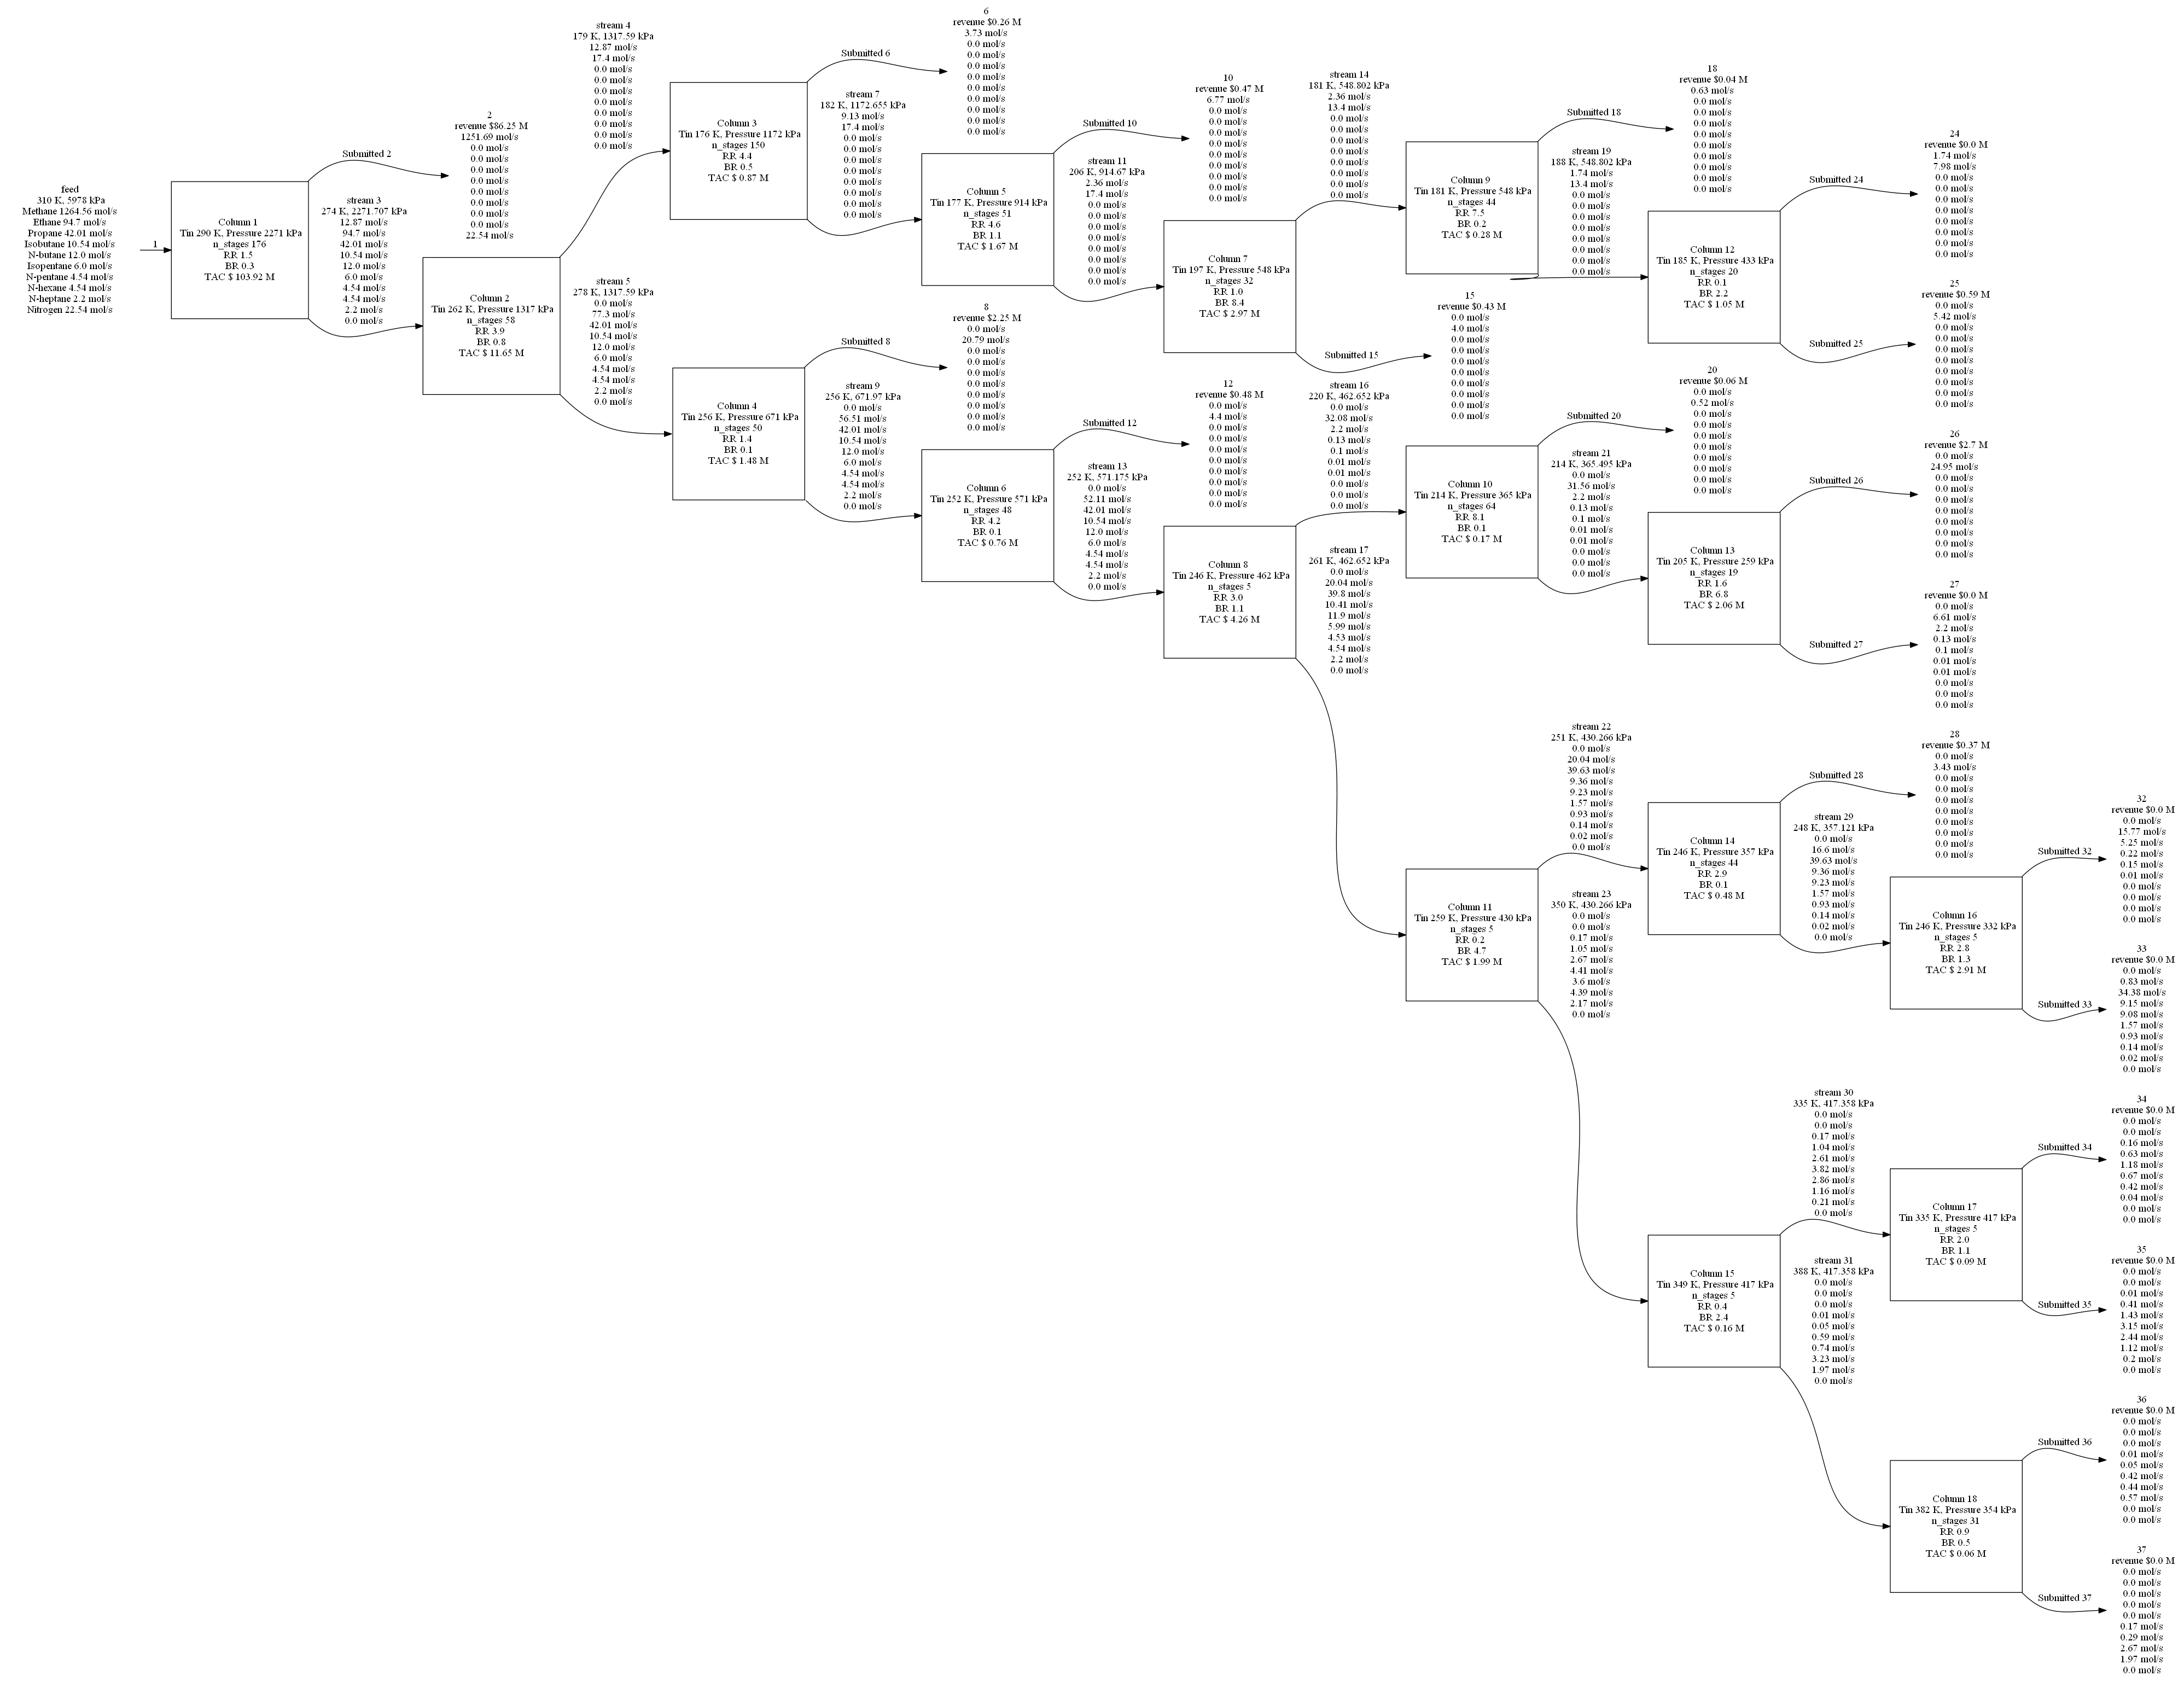 feed
310 K, 5978 kPa
Methane 1264.56 mol/s
Ethane 94.7 mol/s
Propane 42.01 mol/s
Isobutane 10.54 mol/s
N-butane 12.0 mol/s
Isopentane 6.0 mol/s
N-pentane 4.54 mol/s
N-hexane 4.54 mol/s
N-heptane 2.2 mol/s
Nitrogen 22.54 mol/s
1
Column 1
Tin 290 K, Pressure 2271 kPa
n_stages 176
RR 1.5
BR 0.3
TAC $ 103.92 M
Submitted 2
2
revenue $86.25 M
1251.69 mol/s
0.0 mol/s
0.0 mol/s
0.0 mol/s
0.0 mol/s
0.0 mol/s
0.0 mol/s
0.0 mol/s
0.0 mol/s
22.54 mol/s
stream 3
274 K, 2271.707 kPa
12.87 mol/s
94.7 mol/s
42.01 mol/s
10.54 mol/s
12.0 mol/s
6.0 mol/s
4.54 mol/s
4.54 mol/s
2.2 mol/s
0.0 mol/s
Column 2
Tin 262 K, Pressure 1317 kPa
n_stages 58
RR 3.9
BR 0.8
TAC $ 11.65 M
stream 4
179 K, 1317.59 kPa
12.87 mol/s
17.4 mol/s
0.0 mol/s
0.0 mol/s
0.0 mol/s
0.0 mol/s
0.0 mol/s
0.0 mol/s
0.0 mol/s
0.0 mol/s
stream 5
278 K, 1317.59 kPa
0.0 mol/s
77.3 mol/s
42.01 mol/s
10.54 mol/s
12.0 mol/s
6.0 mol/s
4.54 mol/s
4.54 mol/s
2.2 mol/s
0.0 mol/s
Column 3
Tin 176 K, Pressure 1172 kPa
n_stages 150
RR 4.4
BR 0.5
TAC $ 0.87 M
Submitted 6
6
revenue $0.26 M
3.73 mol/s
0.0 mol/s
0.0 mol/s
0.0 mol/s
0.0 mol/s
0.0 mol/s
0.0 mol/s
0.0 mol/s
0.0 mol/s
0.0 mol/s
stream 7
182 K, 1172.655 kPa
9.13 mol/s
17.4 mol/s
0.0 mol/s
0.0 mol/s
0.0 mol/s
0.0 mol/s
0.0 mol/s
0.0 mol/s
0.0 mol/s
0.0 mol/s
Column 4
Tin 256 K, Pressure 671 kPa
n_stages 50
RR 1.4
BR 0.1
TAC $ 1.48 M
Submitted 8
8
revenue $2.25 M
0.0 mol/s
20.79 mol/s
0.0 mol/s
0.0 mol/s
0.0 mol/s
0.0 mol/s
0.0 mol/s
0.0 mol/s
0.0 mol/s
0.0 mol/s
stream 9
256 K, 671.97 kPa
0.0 mol/s
56.51 mol/s
42.01 mol/s
10.54 mol/s
12.0 mol/s
6.0 mol/s
4.54 mol/s
4.54 mol/s
2.2 mol/s
0.0 mol/s
Column 5
Tin 177 K, Pressure 914 kPa
n_stages 51
RR 4.6
BR 1.1
TAC $ 1.67 M
Submitted 10
10
revenue $0.47 M
6.77 mol/s
0.0 mol/s
0.0 mol/s
0.0 mol/s
0.0 mol/s
0.0 mol/s
0.0 mol/s
0.0 mol/s
0.0 mol/s
0.0 mol/s
stream 11
206 K, 914.67 kPa
2.36 mol/s
17.4 mol/s
0.0 mol/s
0.0 mol/s
0.0 mol/s
0.0 mol/s
0.0 mol/s
0.0 mol/s
0.0 mol/s
0.0 mol/s
Column 6
Tin 252 K, Pressure 571 kPa
n_stages 48
RR 4.2
BR 0.1
TAC $ 0.76 M
Submitted 12
12
revenue $0.48 M
0.0 mol/s
4.4 mol/s
0.0 mol/s
0.0 mol/s
0.0 mol/s
0.0 mol/s
0.0 mol/s
0.0 mol/s
0.0 mol/s
0.0 mol/s
stream 13
252 K, 571.175 kPa
0.0 mol/s
52.11 mol/s
42.01 mol/s
10.54 mol/s
12.0 mol/s
6.0 mol/s
4.54 mol/s
4.54 mol/s
2.2 mol/s
0.0 mol/s
Column 7
Tin 197 K, Pressure 548 kPa
n_stages 32
RR 1.0
BR 8.4
TAC $ 2.97 M
stream 14
181 K, 548.802 kPa
2.36 mol/s
13.4 mol/s
0.0 mol/s
0.0 mol/s
0.0 mol/s
0.0 mol/s
0.0 mol/s
0.0 mol/s
0.0 mol/s
0.0 mol/s
Submitted 15
15
revenue $0.43 M
0.0 mol/s
4.0 mol/s
0.0 mol/s
0.0 mol/s
0.0 mol/s
0.0 mol/s
0.0 mol/s
0.0 mol/s
0.0 mol/s
0.0 mol/s
Column 8
Tin 246 K, Pressure 462 kPa
n_stages 5
RR 3.0
BR 1.1
TAC $ 4.26 M
stream 16
220 K, 462.652 kPa
0.0 mol/s
32.08 mol/s
2.2 mol/s
0.13 mol/s
0.1 mol/s
0.01 mol/s
0.01 mol/s
0.0 mol/s
0.0 mol/s
0.0 mol/s
stream 17
261 K, 462.652 kPa
0.0 mol/s
20.04 mol/s
39.8 mol/s
10.41 mol/s
11.9 mol/s
5.99 mol/s
4.53 mol/s
4.54 mol/s
2.2 mol/s
0.0 mol/s
Column 9
Tin 181 K, Pressure 548 kPa
n_stages 44
RR 7.5
BR 0.2
TAC $ 0.28 M
Submitted 18
18
revenue $0.04 M
0.63 mol/s
0.0 mol/s
0.0 mol/s
0.0 mol/s
0.0 mol/s
0.0 mol/s
0.0 mol/s
0.0 mol/s
0.0 mol/s
0.0 mol/s
stream 19
188 K, 548.802 kPa
1.74 mol/s
13.4 mol/s
0.0 mol/s
0.0 mol/s
0.0 mol/s
0.0 mol/s
0.0 mol/s
0.0 mol/s
0.0 mol/s
0.0 mol/s
Column 10
Tin 214 K, Pressure 365 kPa
n_stages 64
RR 8.1
BR 0.1
TAC $ 0.17 M
Submitted 20
20
revenue $0.06 M
0.0 mol/s
0.52 mol/s
0.0 mol/s
0.0 mol/s
0.0 mol/s
0.0 mol/s
0.0 mol/s
0.0 mol/s
0.0 mol/s
0.0 mol/s
stream 21
214 K, 365.495 kPa
0.0 mol/s
31.56 mol/s
2.2 mol/s
0.13 mol/s
0.1 mol/s
0.01 mol/s
0.01 mol/s
0.0 mol/s
0.0 mol/s
0.0 mol/s
Column 11
Tin 259 K, Pressure 430 kPa
n_stages 5
RR 0.2
BR 4.7
TAC $ 1.99 M
stream 22
251 K, 430.266 kPa
0.0 mol/s
20.04 mol/s
39.63 mol/s
9.36 mol/s
9.23 mol/s
1.57 mol/s
0.93 mol/s
0.14 mol/s
0.02 mol/s
0.0 mol/s
stream 23
350 K, 430.266 kPa
0.0 mol/s
0.0 mol/s
0.17 mol/s
1.05 mol/s
2.67 mol/s
4.41 mol/s
3.6 mol/s
4.39 mol/s
2.17 mol/s
0.0 mol/s
Column 12
Tin 185 K, Pressure 433 kPa
n_stages 20
RR 0.1
BR 2.2
TAC $ 1.05 M
Submitted 24
24
revenue $0.0 M
1.74 mol/s
7.98 mol/s
0.0 mol/s
0.0 mol/s
0.0 mol/s
0.0 mol/s
0.0 mol/s
0.0 mol/s
0.0 mol/s
0.0 mol/s
Submitted 25
25
revenue $0.59 M
0.0 mol/s
5.42 mol/s
0.0 mol/s
0.0 mol/s
0.0 mol/s
0.0 mol/s
0.0 mol/s
0.0 mol/s
0.0 mol/s
0.0 mol/s
Column 13
Tin 205 K, Pressure 259 kPa
n_stages 19
RR 1.6
BR 6.8
TAC $ 2.06 M
Submitted 26
26
revenue $2.7 M
0.0 mol/s
24.95 mol/s
0.0 mol/s
0.0 mol/s
0.0 mol/s
0.0 mol/s
0.0 mol/s
0.0 mol/s
0.0 mol/s
0.0 mol/s
Submitted 27
27
revenue $0.0 M
0.0 mol/s
6.61 mol/s
2.2 mol/s
0.13 mol/s
0.1 mol/s
0.01 mol/s
0.01 mol/s
0.0 mol/s
0.0 mol/s
0.0 mol/s
Column 14
Tin 246 K, Pressure 357 kPa
n_stages 44
RR 2.9
BR 0.1
TAC $ 0.48 M
Submitted 28
28
revenue $0.37 M
0.0 mol/s
3.43 mol/s
0.0 mol/s
0.0 mol/s
0.0 mol/s
0.0 mol/s
0.0 mol/s
0.0 mol/s
0.0 mol/s
0.0 mol/s
stream 29
248 K, 357.121 kPa
0.0 mol/s
16.6 mol/s
39.63 mol/s
9.36 mol/s
9.23 mol/s
1.57 mol/s
0.93 mol/s
0.14 mol/s
0.02 mol/s
0.0 mol/s
Column 15
Tin 349 K, Pressure 417 kPa
n_stages 5
RR 0.4
BR 2.4
TAC $ 0.16 M
stream 30
335 K, 417.358 kPa
0.0 mol/s
0.0 mol/s
0.17 mol/s
1.04 mol/s
2.61 mol/s
3.82 mol/s
2.86 mol/s
1.16 mol/s
0.21 mol/s
0.0 mol/s
stream 31
388 K, 417.358 kPa
0.0 mol/s
0.0 mol/s
0.0 mol/s
0.01 mol/s
0.05 mol/s
0.59 mol/s
0.74 mol/s
3.23 mol/s
1.97 mol/s
0.0 mol/s
Column 16
Tin 246 K, Pressure 332 kPa
n_stages 5
RR 2.8
BR 1.3
TAC $ 2.91 M
Submitted 32
32
revenue $0.0 M
0.0 mol/s
15.77 mol/s
5.25 mol/s
0.22 mol/s
0.15 mol/s
0.01 mol/s
0.0 mol/s
0.0 mol/s
0.0 mol/s
0.0 mol/s
Submitted 33
33
revenue $0.0 M
0.0 mol/s
0.83 mol/s
34.38 mol/s
9.15 mol/s
9.08 mol/s
1.57 mol/s
0.93 mol/s
0.14 mol/s
0.02 mol/s
0.0 mol/s
Column 17
Tin 335 K, Pressure 417 kPa
n_stages 5
RR 2.0
BR 1.1
TAC $ 0.09 M
Submitted 34
34
revenue $0.0 M
0.0 mol/s
0.0 mol/s
0.16 mol/s
0.63 mol/s
1.18 mol/s
0.67 mol/s
0.42 mol/s
0.04 mol/s
0.0 mol/s
0.0 mol/s
Submitted 35
35
revenue $0.0 M
0.0 mol/s
0.0 mol/s
0.01 mol/s
0.41 mol/s
1.43 mol/s
3.15 mol/s
2.44 mol/s
1.12 mol/s
0.2 mol/s
0.0 mol/s
Column 18
Tin 382 K, Pressure 354 kPa
n_stages 31
RR 0.9
BR 0.5
TAC $ 0.06 M
Submitted 36
36
revenue $0.0 M
0.0 mol/s
0.0 mol/s
0.0 mol/s
0.01 mol/s
0.05 mol/s
0.42 mol/s
0.44 mol/s
0.57 mol/s
0.0 mol/s
0.0 mol/s
Submitted 37
37
revenue $0.0 M
0.0 mol/s
0.0 mol/s
0.0 mol/s
0.0 mol/s
0.0 mol/s
0.17 mol/s
0.29 mol/s
2.67 mol/s
1.97 mol/s
0.0 mol/s